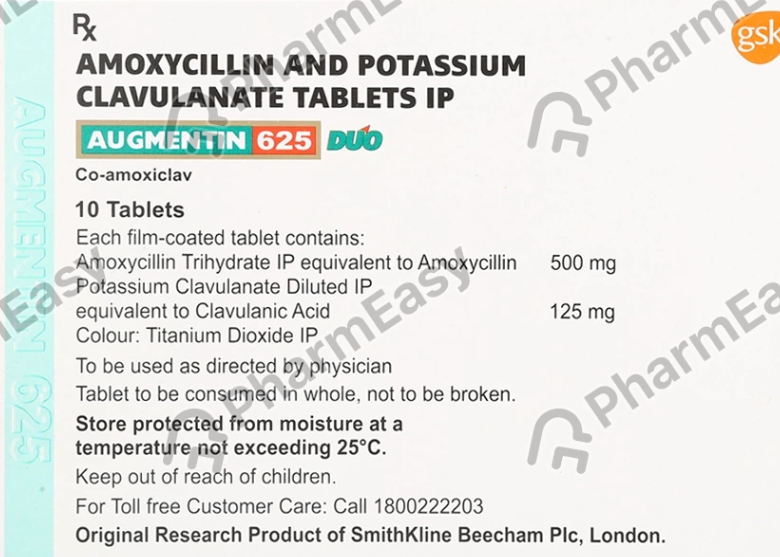 Rx
gsk
AMOXYCILLIN AND POTASSIUM
CLAVULANATE TABLETS IP
AUGMENTIN 625 DUO
Co-amoxiclav
10 Tablets
Each film-coated tablet contains:
Amoxycillin Trihydrate IP equivalent to Amoxycillin 500 mg
Potassium Clavulanate Diluted IP
equivalent to Clavulanic Acid 125 mg
Colour: Titanium Dioxide IP
To be used as directed by physician
Tablet to be consumed in whole, not to be broken.
Store protected from moisture at a
temperature not exceeding 25°C.
Keep out of reach of children.
For Toll free Customer Care: Call 1800222203
Original Research Product of SmithKline Beecham Plc, London.
AUGMENTIN 625
PharmEasy
PharmEasy
PharmEasy
PharmEasy